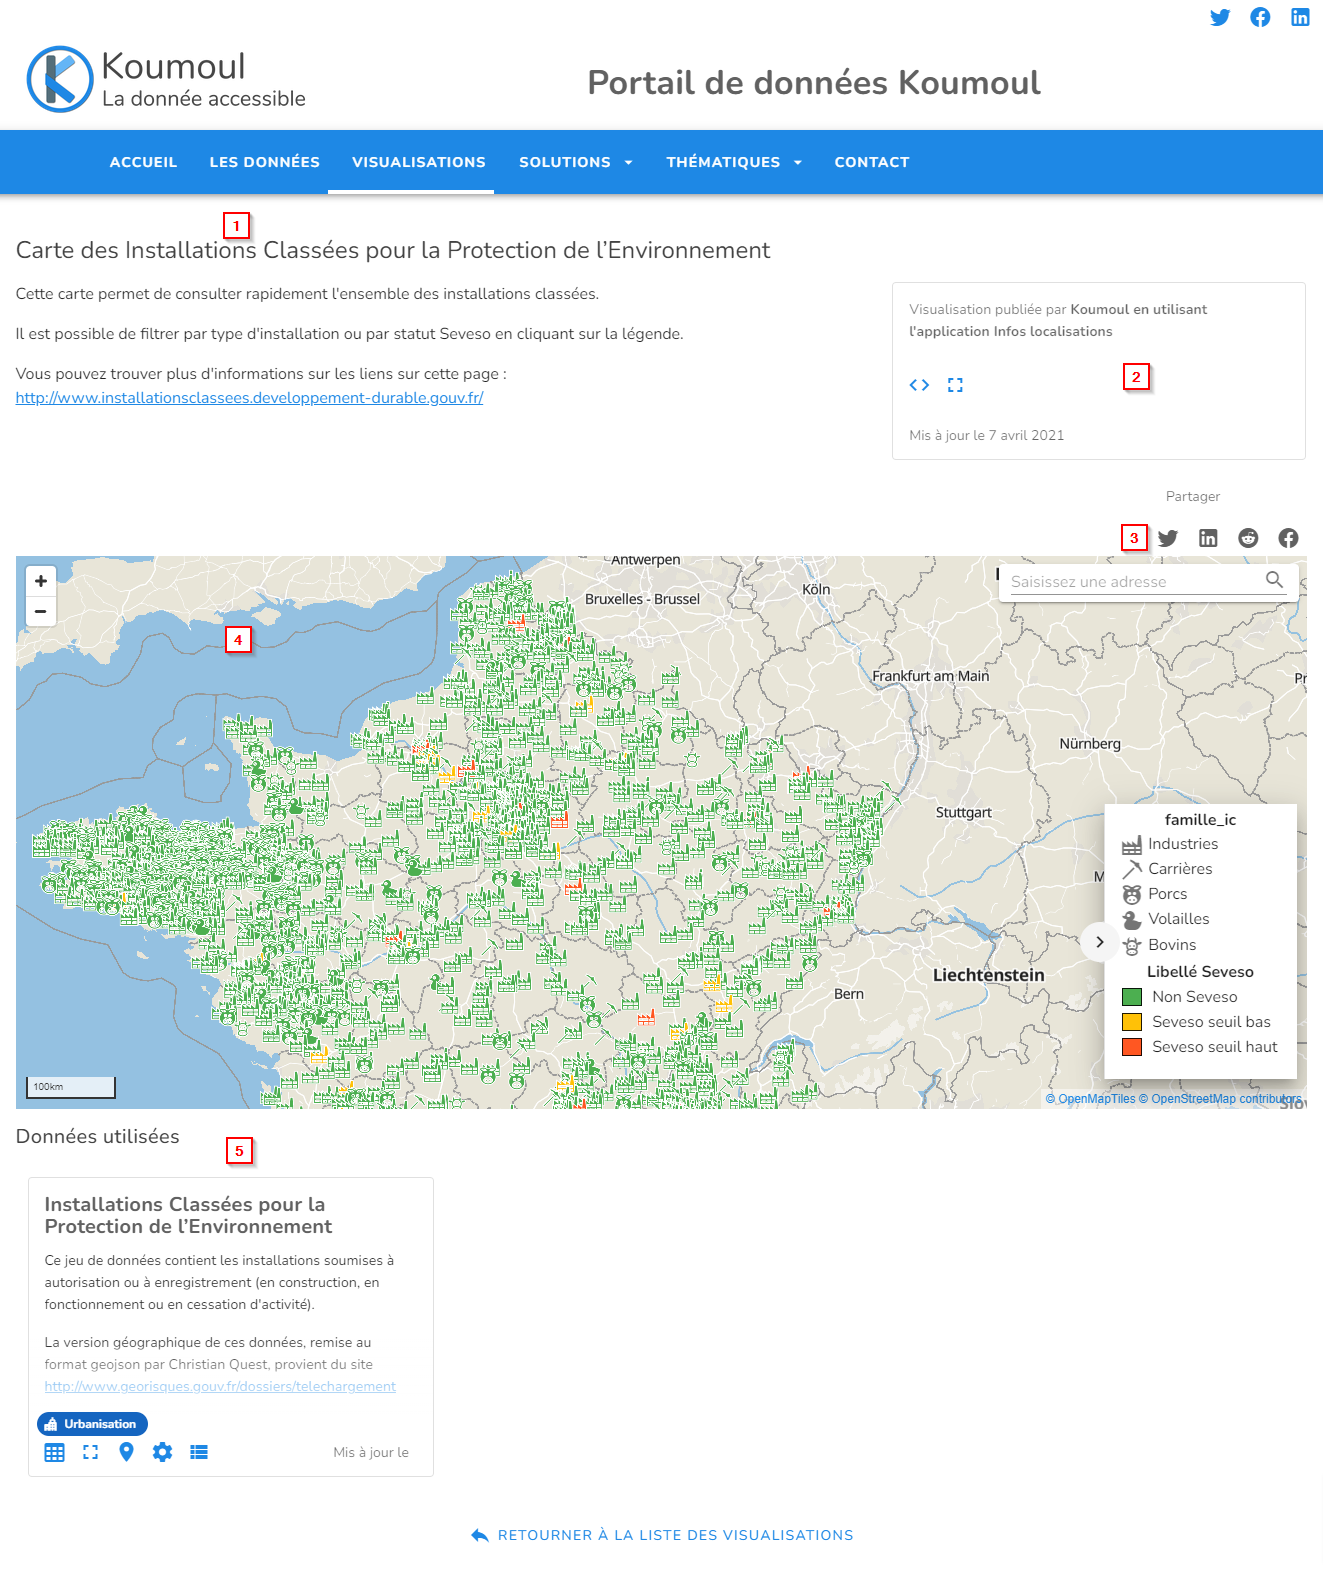 Koumoul
La donnée accessible
Portail de données Koumoul
ACCUEIL LES DONNÉES VISUALISATIONS SOLUTIONS THÉMATIQUES CONTACT
1
Carte des Installations Classées pour la Protection de l'Environnement
Cette carte permet de consulter rapidement l'ensemble des installations classées.
Il est possible de filtrer par type d'installation ou par statut Seveso en cliquant sur la légende.
Vous pouvez trouver plus d'informations sur les liens sur cette page :
http://www.installationsclassees.developpement-durable.gouv.fr/
Visualisation publiée par Koumoul en utilisant
l'application Infos localisations
2
Mis à jour le 7 avril 2021
Partager
3
Saisissez une adresse
+
−
4
Antwerpen
Bruxelles - Brussel
Köln
Frankfurt am Main
Nürnberg
Stuttgart
Liechtenstein
Bern
famille_ic
Industries
Carrières
Porcs
Volailles
Bovins
Libellé Seveso
Non Seveso
Seveso seuil bas
Seveso seuil haut
100km
© OpenMapTiles © OpenStreetMap contributors
Données utilisées
5
Installations Classées pour la
Protection de l'Environnement
Ce jeu de données contient les installations soumises à
autorisation ou à enregistrement (en construction, en
fonctionnement ou en cessation d'activité).
La version géographique de ces données, remise au
format geojson par Christian Quest, provient du site
http://www.georisques.gouv.fr/dossiers/telechargement
Urbanisation
Mis à jour le
RETOURNER À LA LISTE DES VISUALISATIONS